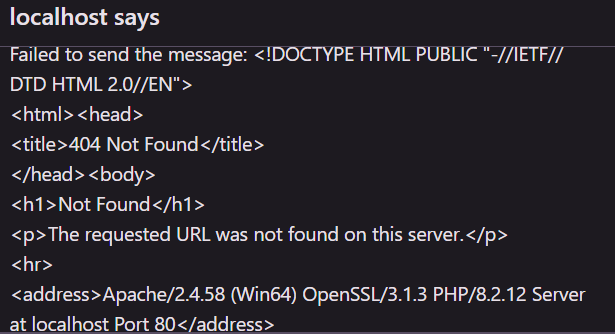 localhost says
Failed to send the message: <!DOCTYPE HTML PUBLIC "-//IETF//
DTD HTML 2.0//EN">
<html><head>
<title>404 Not Found</title>
</head><body>
<h1>Not Found</h1>
<p>The requested URL was not found on this server.</p>
<hr>
<address>Apache/2.4.58 (Win64) OpenSSL/3.1.3 PHP/8.2.12 Server
at localhost Port 80</address>